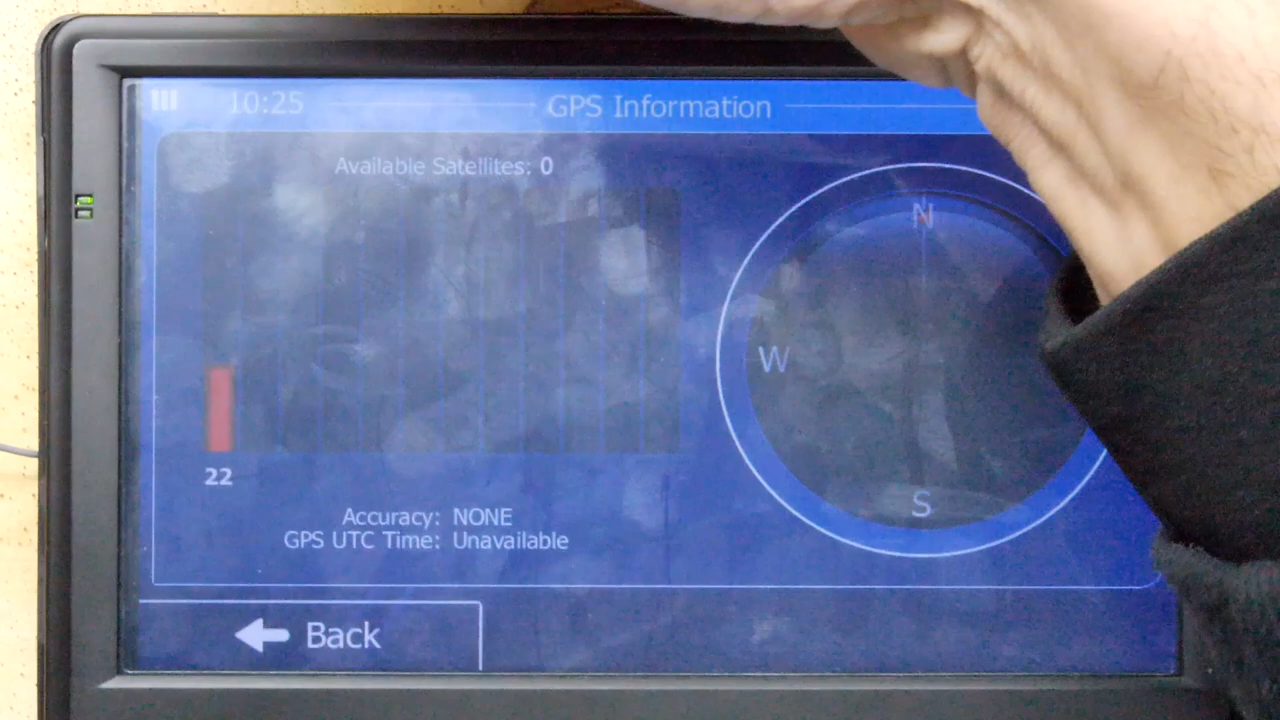 10:25
GPS Information
Available Satellites: 0
N
W
S
22
Accuracy: NONE
GPS UTC Time: Unavailable
Back